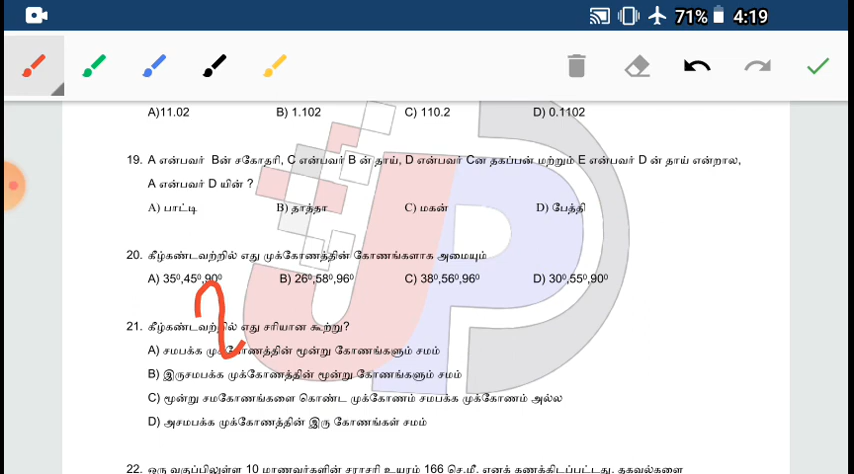 71% 4:19
A)11.02 B) 1.102 C) 110.2 D) 0.1102
19. A என்பவர் Bன் சகோதரி, C என்பவர் B ன் தாய், D என்பவர் Cன தகப்பன் மற்றும் E என்பவர் D ன் தாய் என்றால,
A என்பவர் D யின் ?
A) பாட்டி B) தாத்தா C) மகன் D) பேத்தி
20. கீழ்கண்டவற்றில் எது முக்கோணத்தின் கோணங்களாக அமையும்
A) 35⁰,45⁰,90⁰ B) 26⁰,58⁰,96⁰ C) 38⁰,56⁰,96⁰ D) 30⁰,55⁰,90⁰
2
21. கீழ்கண்டவற்றில் எது சரியான கூற்று?
A) சமபக்க முக்கோணத்தின் மூன்று கோணங்களும் சமம்
B) இருசமபக்க முக்கோணத்தின் மூன்று கோணங்களும் சமம்
C) மூன்று சமகோணங்களை கொண்ட முக்கோணம் சமபக்க முக்கோணம் அல்ல
D) அசமபக்க முக்கோணத்தின் இரு கோணங்கள் சமம்
22. ஒரு வகுப்பிலுள்ள 10 மாணவர்களின் சராசரி உயரம் 166 செ.மீ. எனக் கணக்கிடப்பட்டது. தகவல்களை